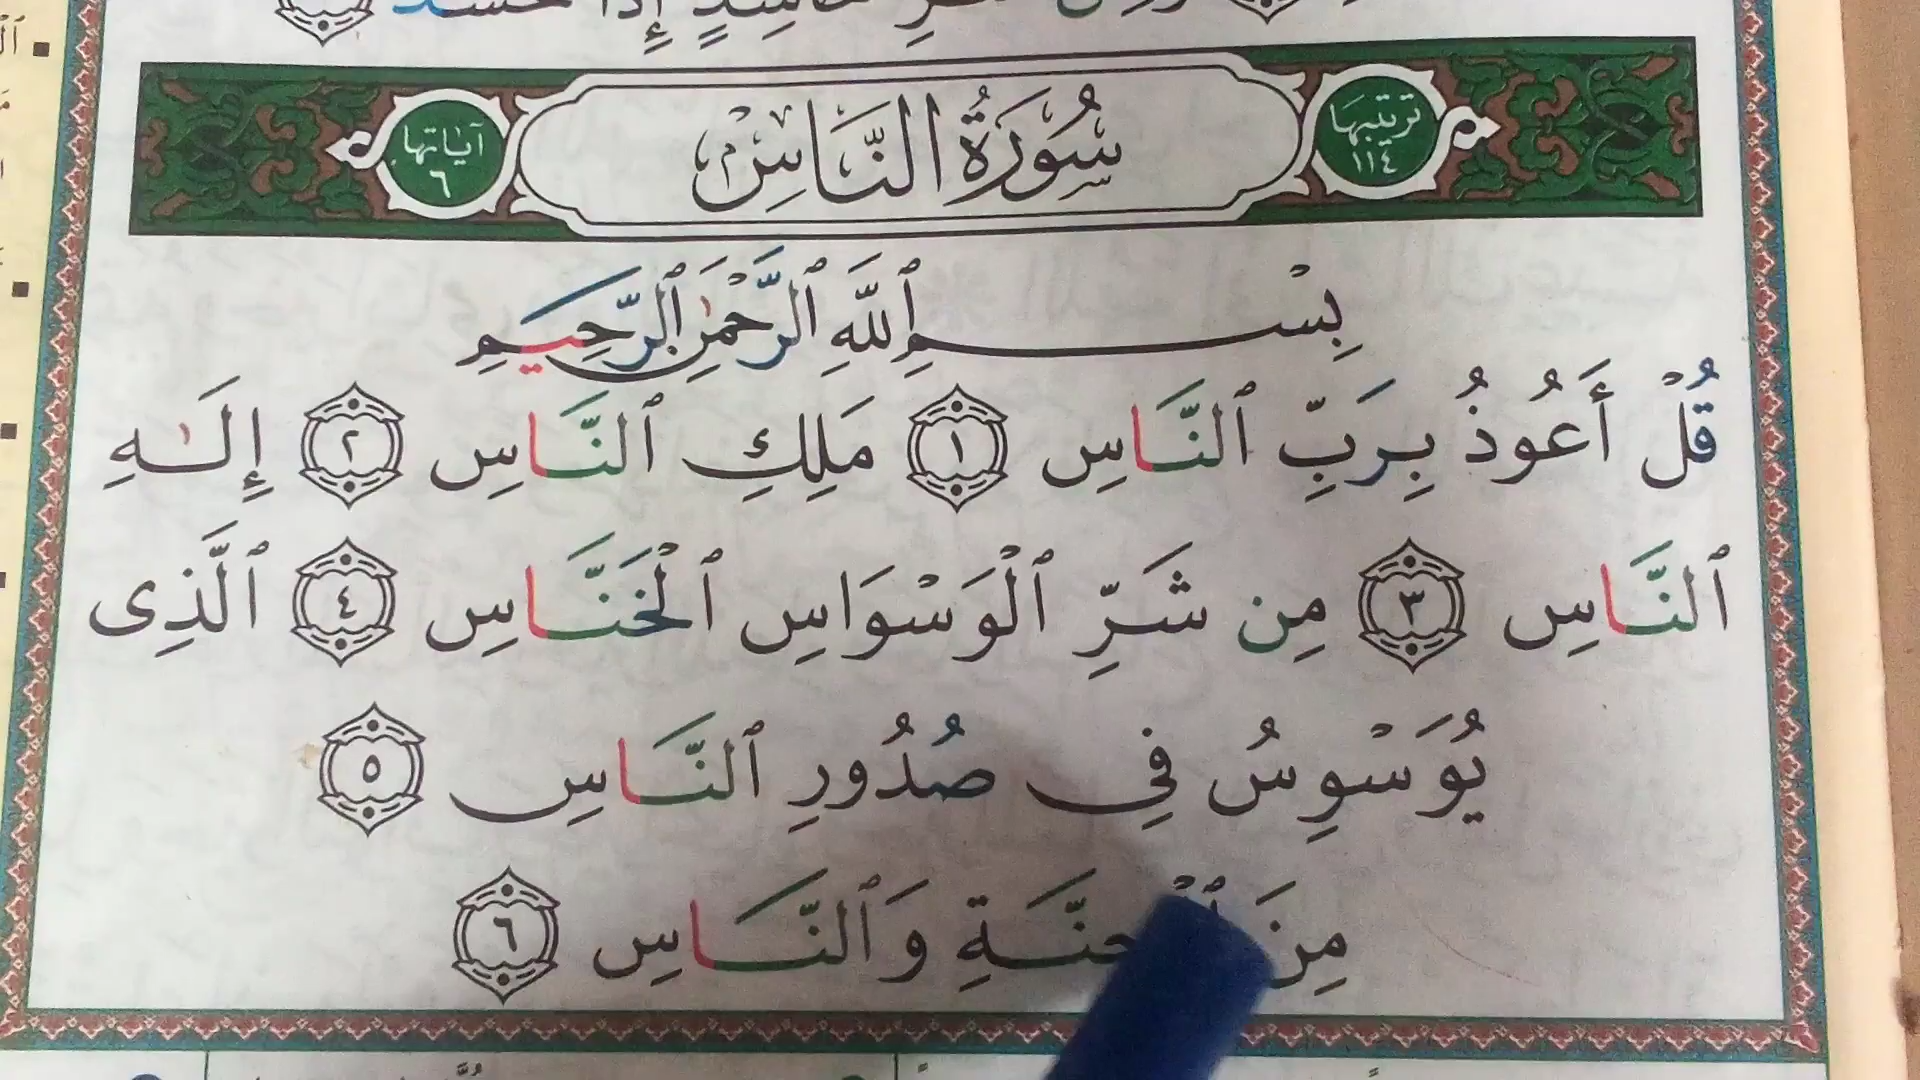 إِذَا حَسَدَ
ترتيبها ١١٤ سُورَةُ النَّاسِ آياتها ٦
بِسْمِ ٱللَّهِ ٱلرَّحْمَٰنِ ٱلرَّحِيمِ
قُلْ أَعُوذُ بِرَبِّ ٱلنَّاسِ ١ مَلِكِ ٱلنَّاسِ ٢ إِلَٰهِ
ٱلنَّاسِ ٣ مِن شَرِّ ٱلْوَسْوَاسِ ٱلْخَنَّاسِ ٤ ٱلَّذِى
يُوَسْوِسُ فِى صُدُورِ ٱلنَّاسِ ٥
مِنَ ٱلْجِنَّةِ وَٱلنَّاسِ ٦